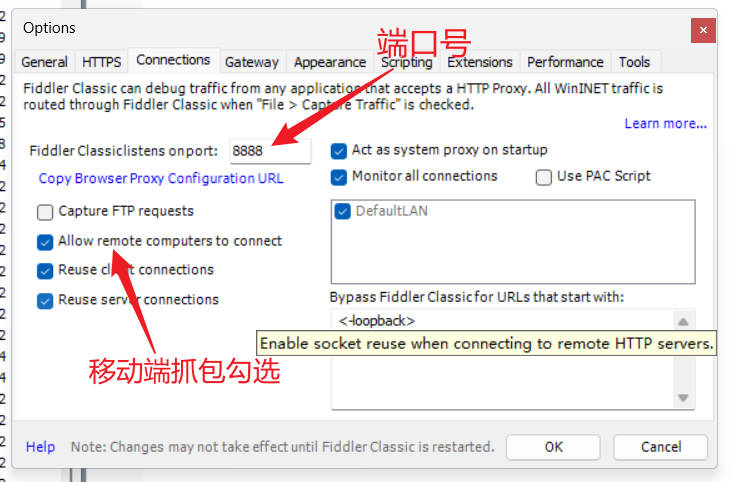 Options
端口号
General HTTPS Connections Gateway Appearance Scripting Extensions Performance Tools
Fiddler Classic can debug traffic from any application that accepts a HTTP Proxy. All WinINET traffic is
routed through Fiddler Classic when "File > Capture Traffic" is checked.
Learn more...
Fiddler Classic listens on port: 8888
Act as system proxy on startup
Copy Browser Proxy Configuration URL
Monitor all connections
Use PAC Script
Capture FTP requests
DefaultLAN
Allow remote computers to connect
Reuse client connections
Reuse server connections
Bypass Fiddler Classic for URLs that start with:
<-loopback>
Enable socket reuse when connecting to remote HTTP servers.
移动端抓包勾选
Help
Note: Changes may not take effect until Fiddler Classic is restarted.
OK
Cancel